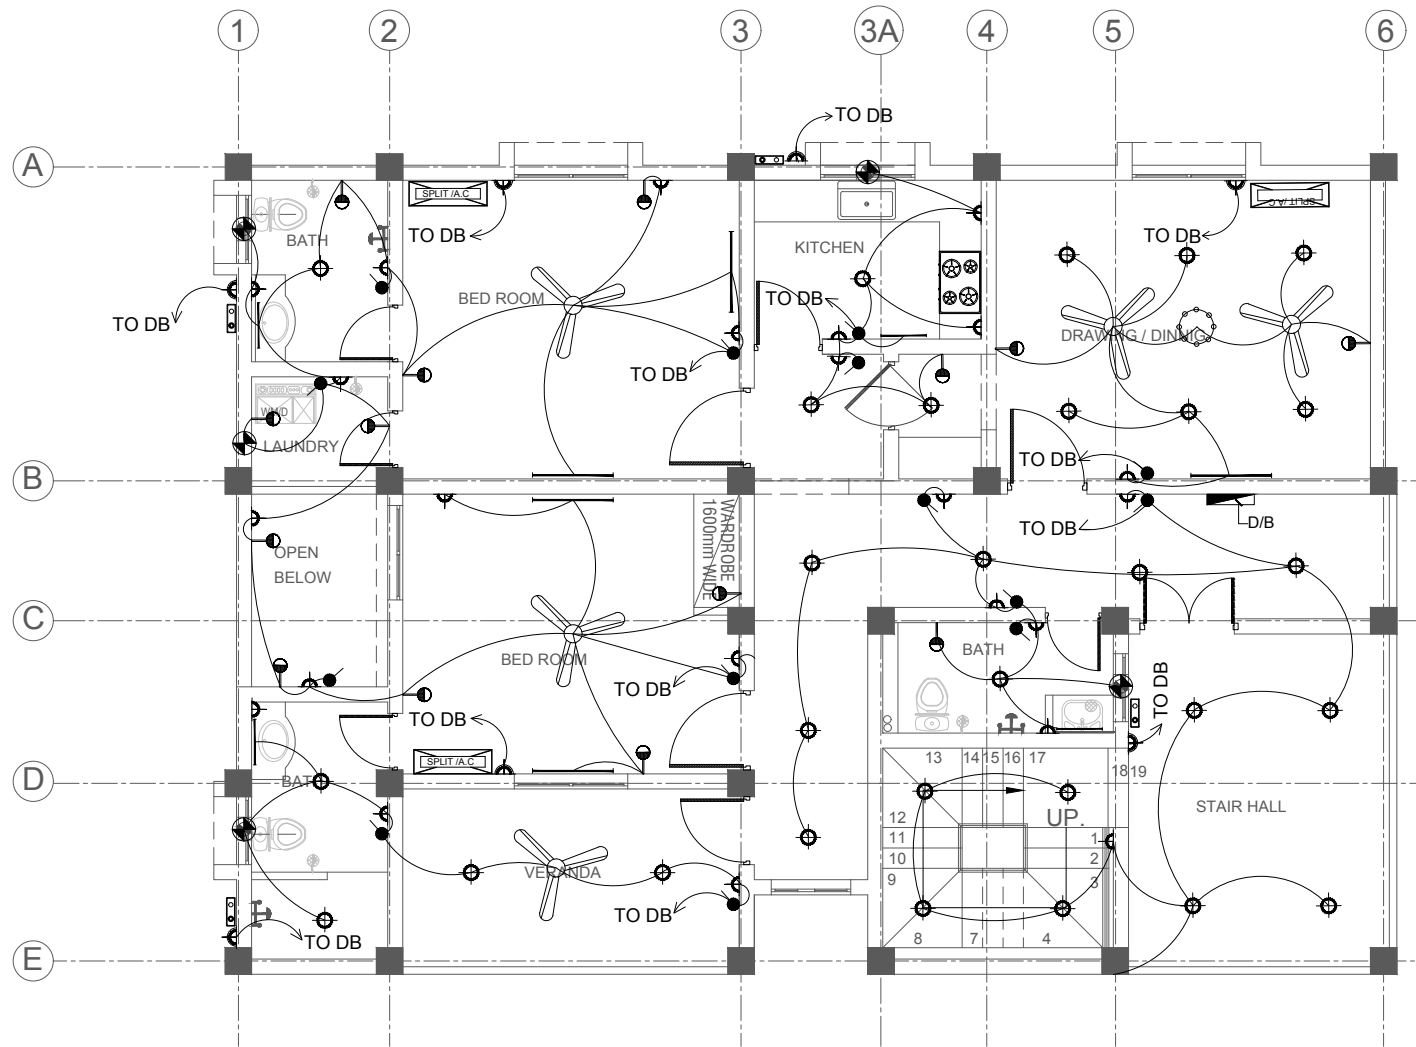 1 2 3 3A 4 5 6
TO DB
A
SPLIT /A.C
SPLIT /A.C
BATH
TO DB
TO DB
KITCHEN
BED ROOM
TO DB
TO DB
DRAWING / DINNIG
TO DB
WM/D
LAUNDRY
TO DB
B
WARDROBE
1600mm WIDE
TO DB
D/B
OPEN
BELOW
C
BATH
BED ROOM
TO DB
TO DB
TO DB
SPLIT /A.C
13 14 15 16 17
18 19
D
BATH
STAIR HALL
12
UP.
11
1
10
2
9
3
VERANDA
TO DB
8 7 4
TO DB
E